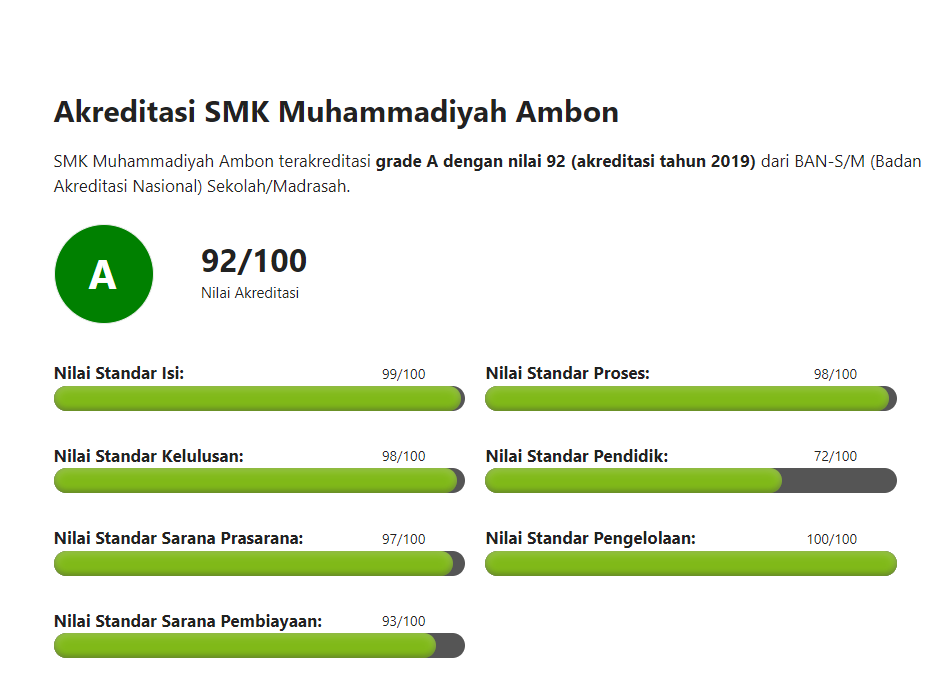 Akreditasi SMK Muhammadiyah Ambon
SMK Muhammadiyah Ambon terakreditasi grade A dengan nilai 92 (akreditasi tahun 2019) dari BAN-S/M (Badan
Akreditasi Nasional) Sekolah/Madrasah.
A
92/100
Nilai Akreditasi
Nilai Standar Isi: 99/100
Nilai Standar Proses: 98/100
Nilai Standar Kelulusan: 98/100
Nilai Standar Pendidik: 72/100
Nilai Standar Sarana Prasarana: 97/100
Nilai Standar Pengelolaan: 100/100
Nilai Standar Sarana Pembiayaan: 93/100